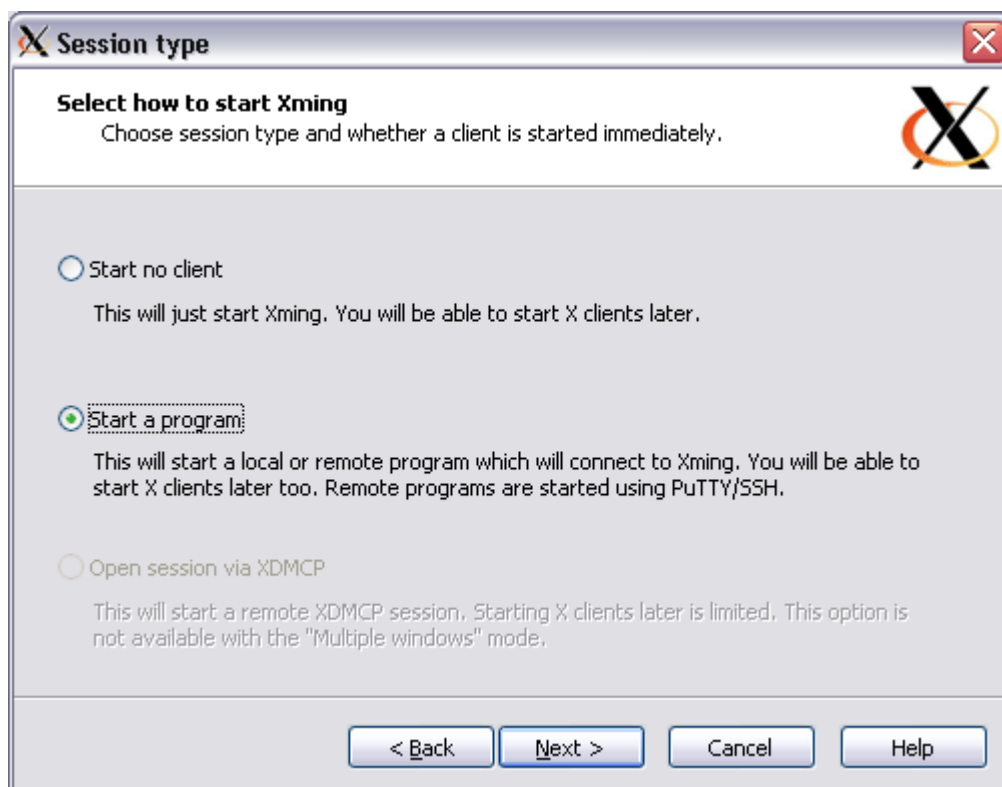 Session type
Select how to start Xming
Choose session type and whether a client is started immediately.
Start no client
This will just start Xming. You will be able to start X clients later.
Start a program
This will start a local or remote program which will connect to Xming. You will be able to
start X clients later too. Remote programs are started using PuTTY/SSH.
Open session via XDMCP
This will start a remote XDMCP session. Starting X clients later is limited. This option is
not available with the "Multiple windows" mode.
< Back
Next >
Cancel
Help